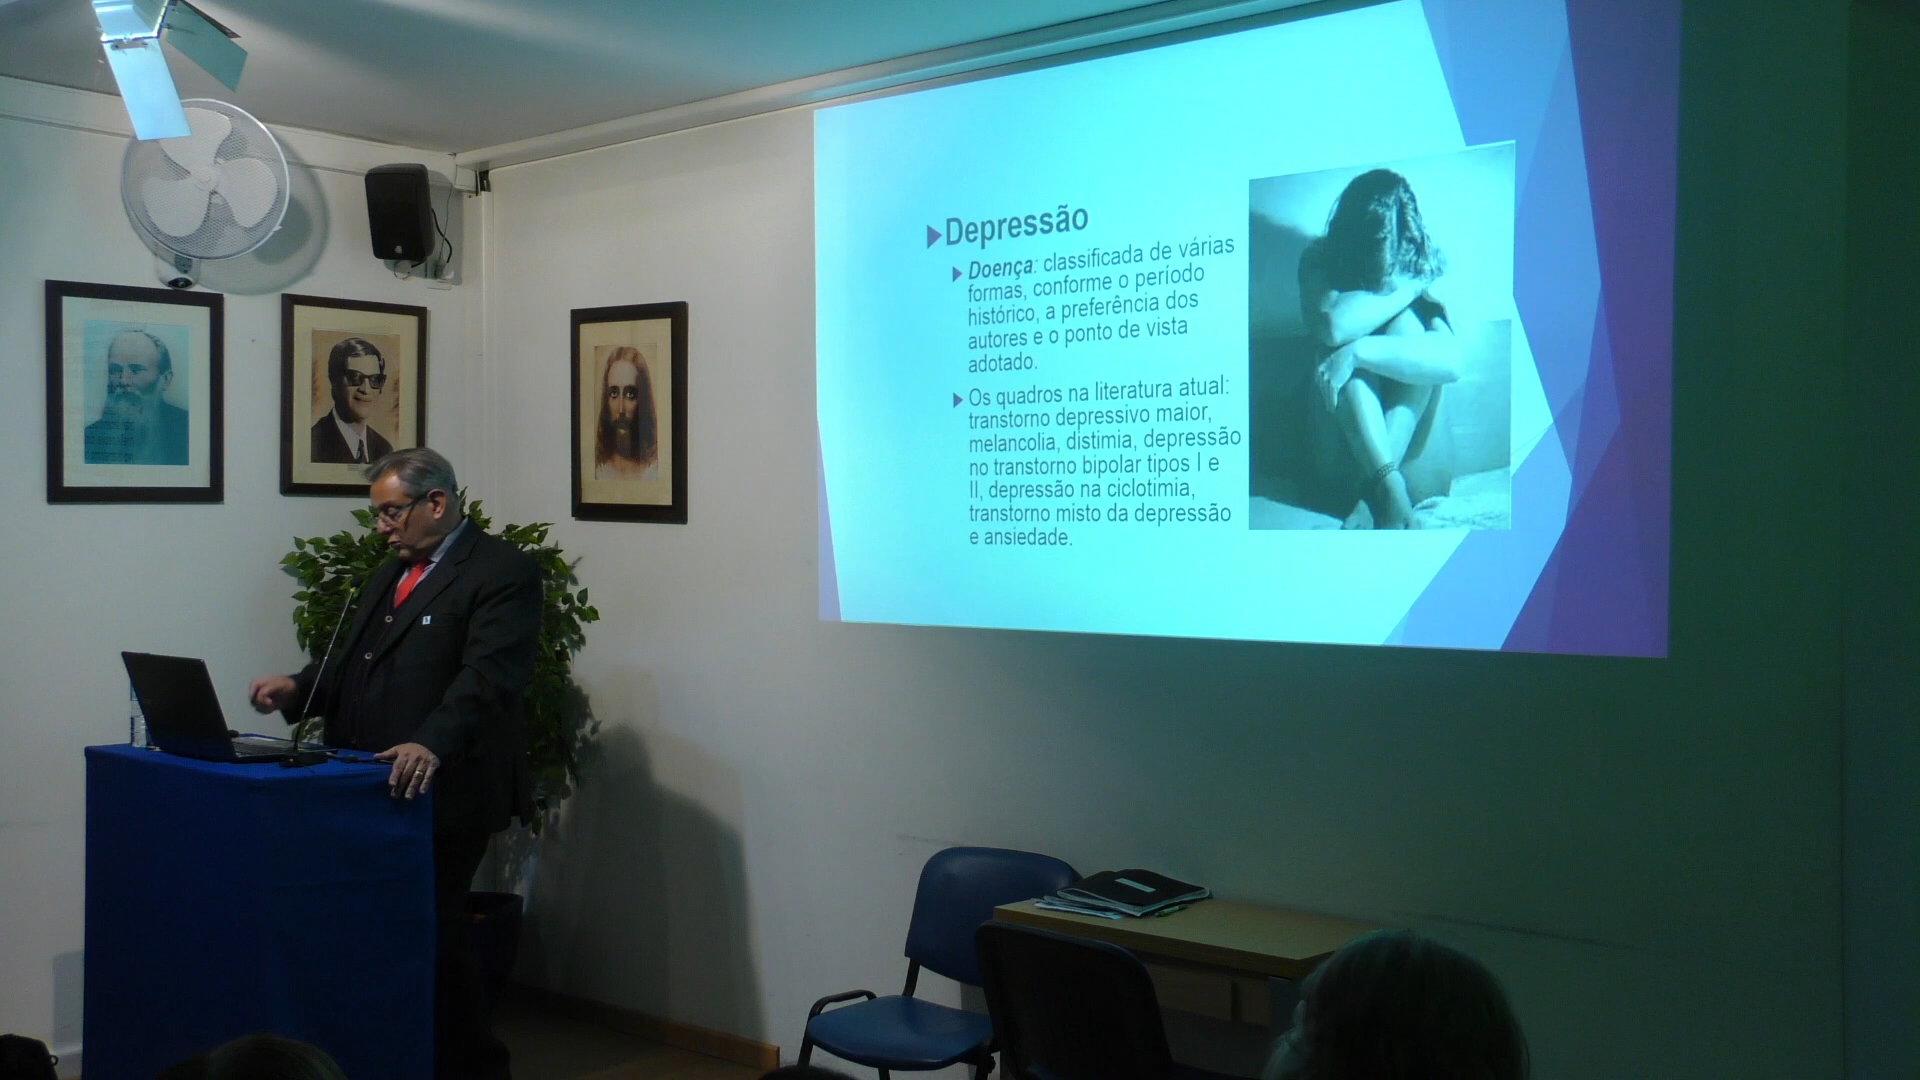 Depressão
Doença: classificada de várias
formas, conforme o período
histórico, a preferência dos
autores e o ponto de vista
adotado.
Os quadros na literatura atual:
transtorno depressivo maior,
melancolia, distimia, depressão
no transtorno bipolar tipos I e
II, depressão na ciclotimia,
transtorno misto da depressão
e ansiedade.